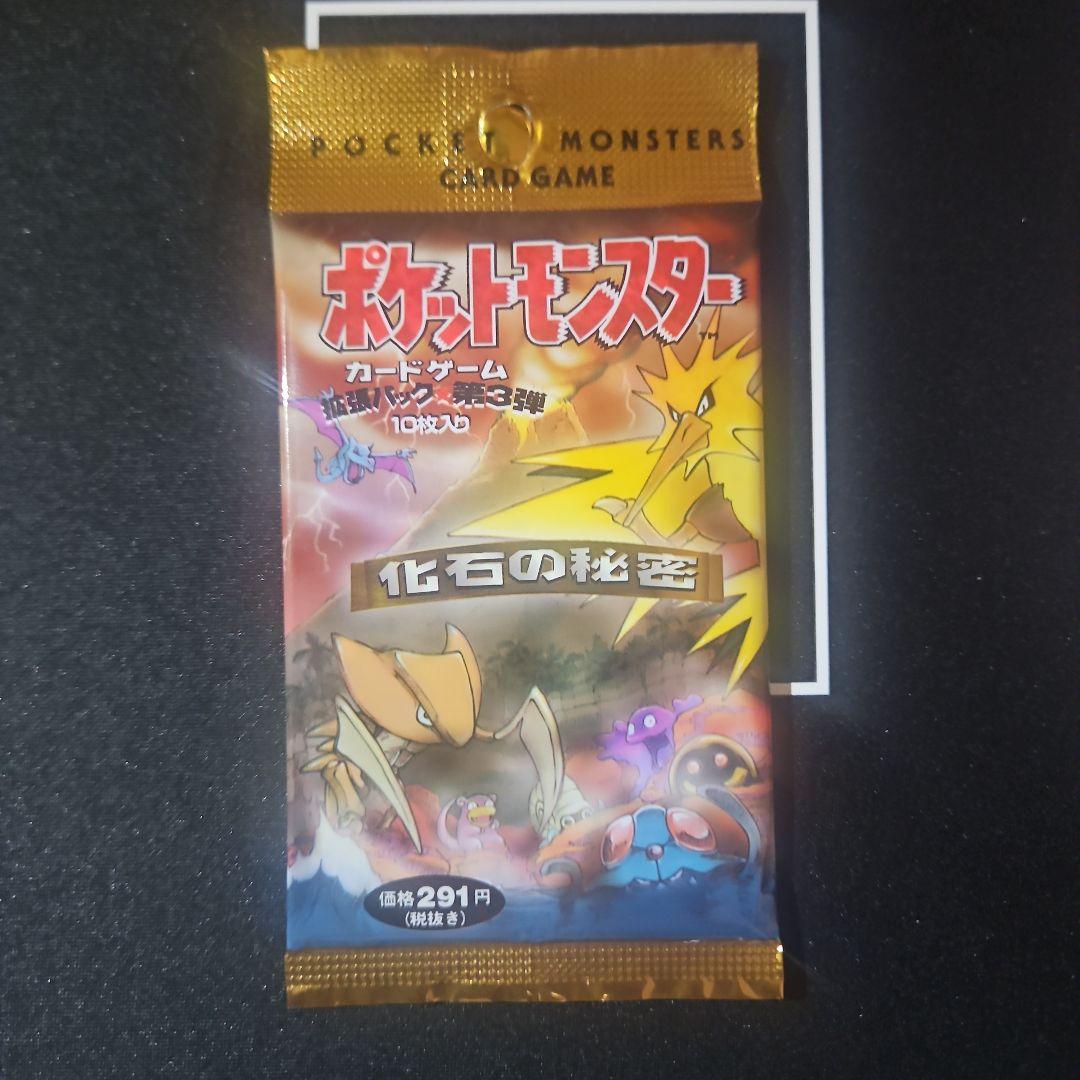 POCKET MONSTERS
CARD GAME
ポケットモンスター
TM
カードゲーム
拡張パック 第3弾
10枚入り
化石の秘密
価格291円
(税抜き)